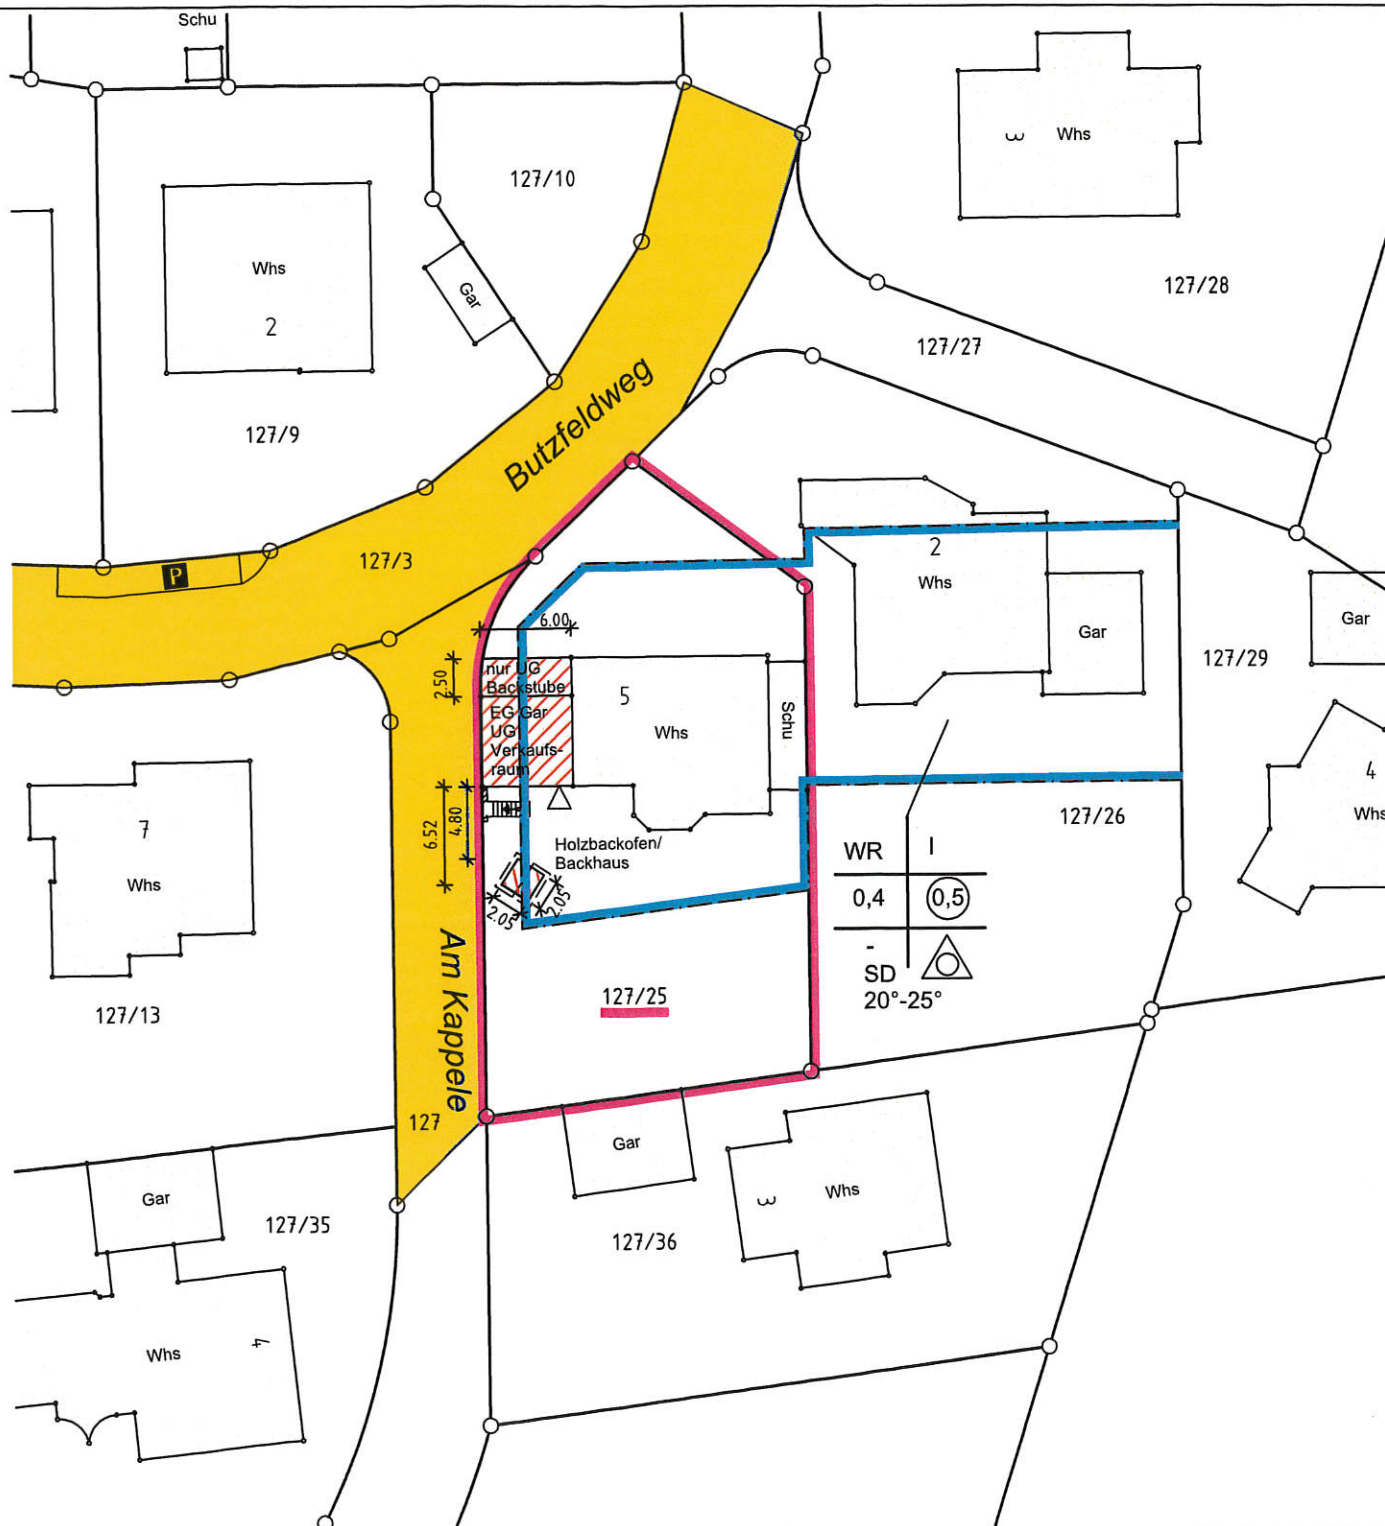 Schu
127/10
3
Whs
Whs
2
Gar
127/28
127/27
127/9
Butzfeldweg
127/3
P
2
Whs
Gar
Gar
127/29
6.00
2.50
nur UG
Backstube
5
EG Gar
UG
Verkaufs-
raum
Whs
Schu
4
Whs
127/26
7
Whs
6.52
4.80
Holzbackofen/
Backhaus
2.05
2.05
WR
I
0,4
0,5
-
SD
20°-25°
Am Kappele
127/25
127/13
127
Gar
Gar
3
Whs
127/35
127/36
Whs
4